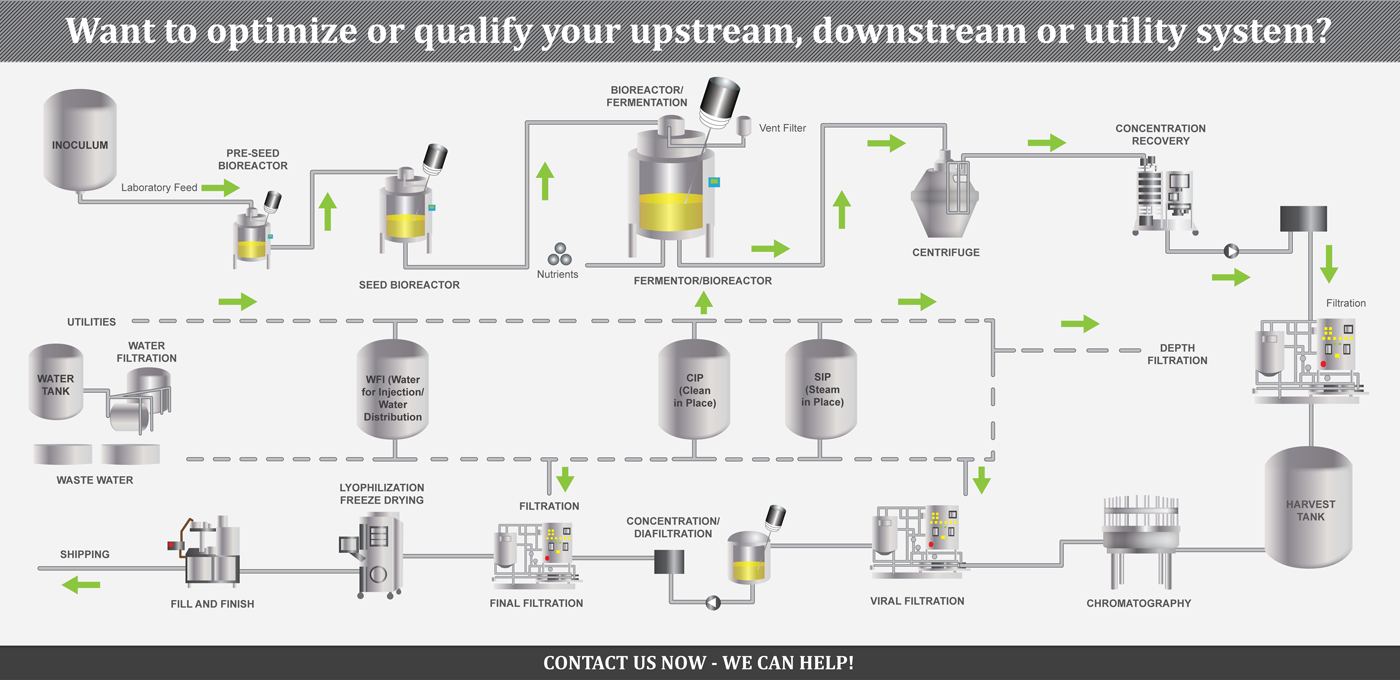 Want to optimize or qualify your upstream, downstream or utility system?
INOCULUM
Laboratory Feed
PRE-SEED
BIOREACTOR
SEED BIOREACTOR
BIOREACTOR/
FERMENTATION
Vent Filter
Nutrients
FERMENTOR/BIOREACTOR
CENTRIFUGE
CONCENTRATION
RECOVERY
Filtration
UTILITIES
WATER
TANK
WATER
FILTRATION
WASTE WATER
WFI (Water
for Injection/
Water
Distribution
CIP
(Clean
in Place)
SIP
(Steam
in Place)
DEPTH
FILTRATION
HARVEST
TANK
SHIPPING
FILL AND FINISH
LYOPHILIZATION
FREEZE DRYING
FILTRATION
FINAL FILTRATION
CONCENTRATION/
DIAFILTRATION
VIRAL FILTRATION
CHROMATOGRAPHY
CONTACT US NOW - WE CAN HELP!